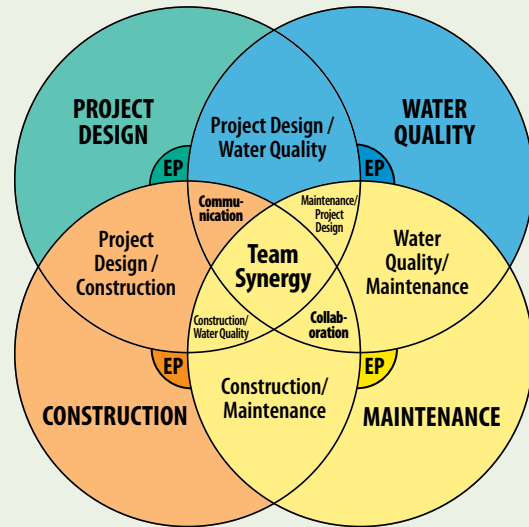 PROJECT
DESIGN
WATER
QUALITY
Project Design /
Water Quality
EP
EP
Commu-
nication
Maintenance/
Project
Design
Project
Design /
Construction
Team
Synergy
Water
Quality/
Maintenance
Construction/
Water Quality
Collab-
oration
EP
EP
Construction/
Maintenance
CONSTRUCTION
MAINTENANCE